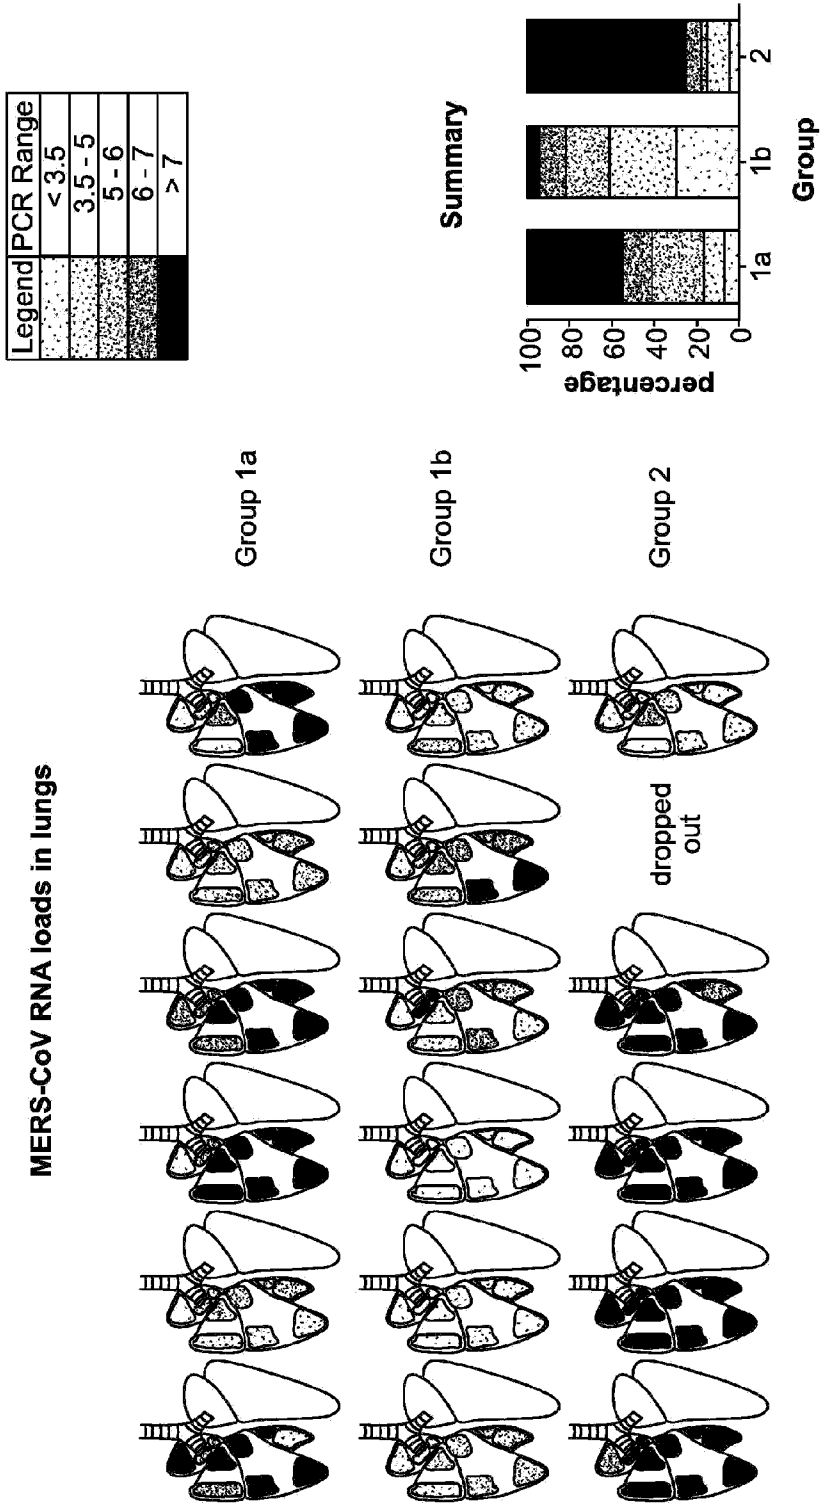 MERS-CoV RNA loads in lungs
Group 1a
Group 1b
dropped
out
Group 2
Legend PCR Range
< 3.5
3.5 - 5
5 - 6
6 - 7
> 7
Summary
percentage
100
80
60
40
20
0
1a
1b
2
Group